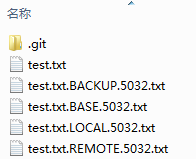 名称
.git
test.txt
test.txt.BACKUP.5032.txt
test.txt.BASE.5032.txt
test.txt.LOCAL.5032.txt
test.txt.REMOTE.5032.txt